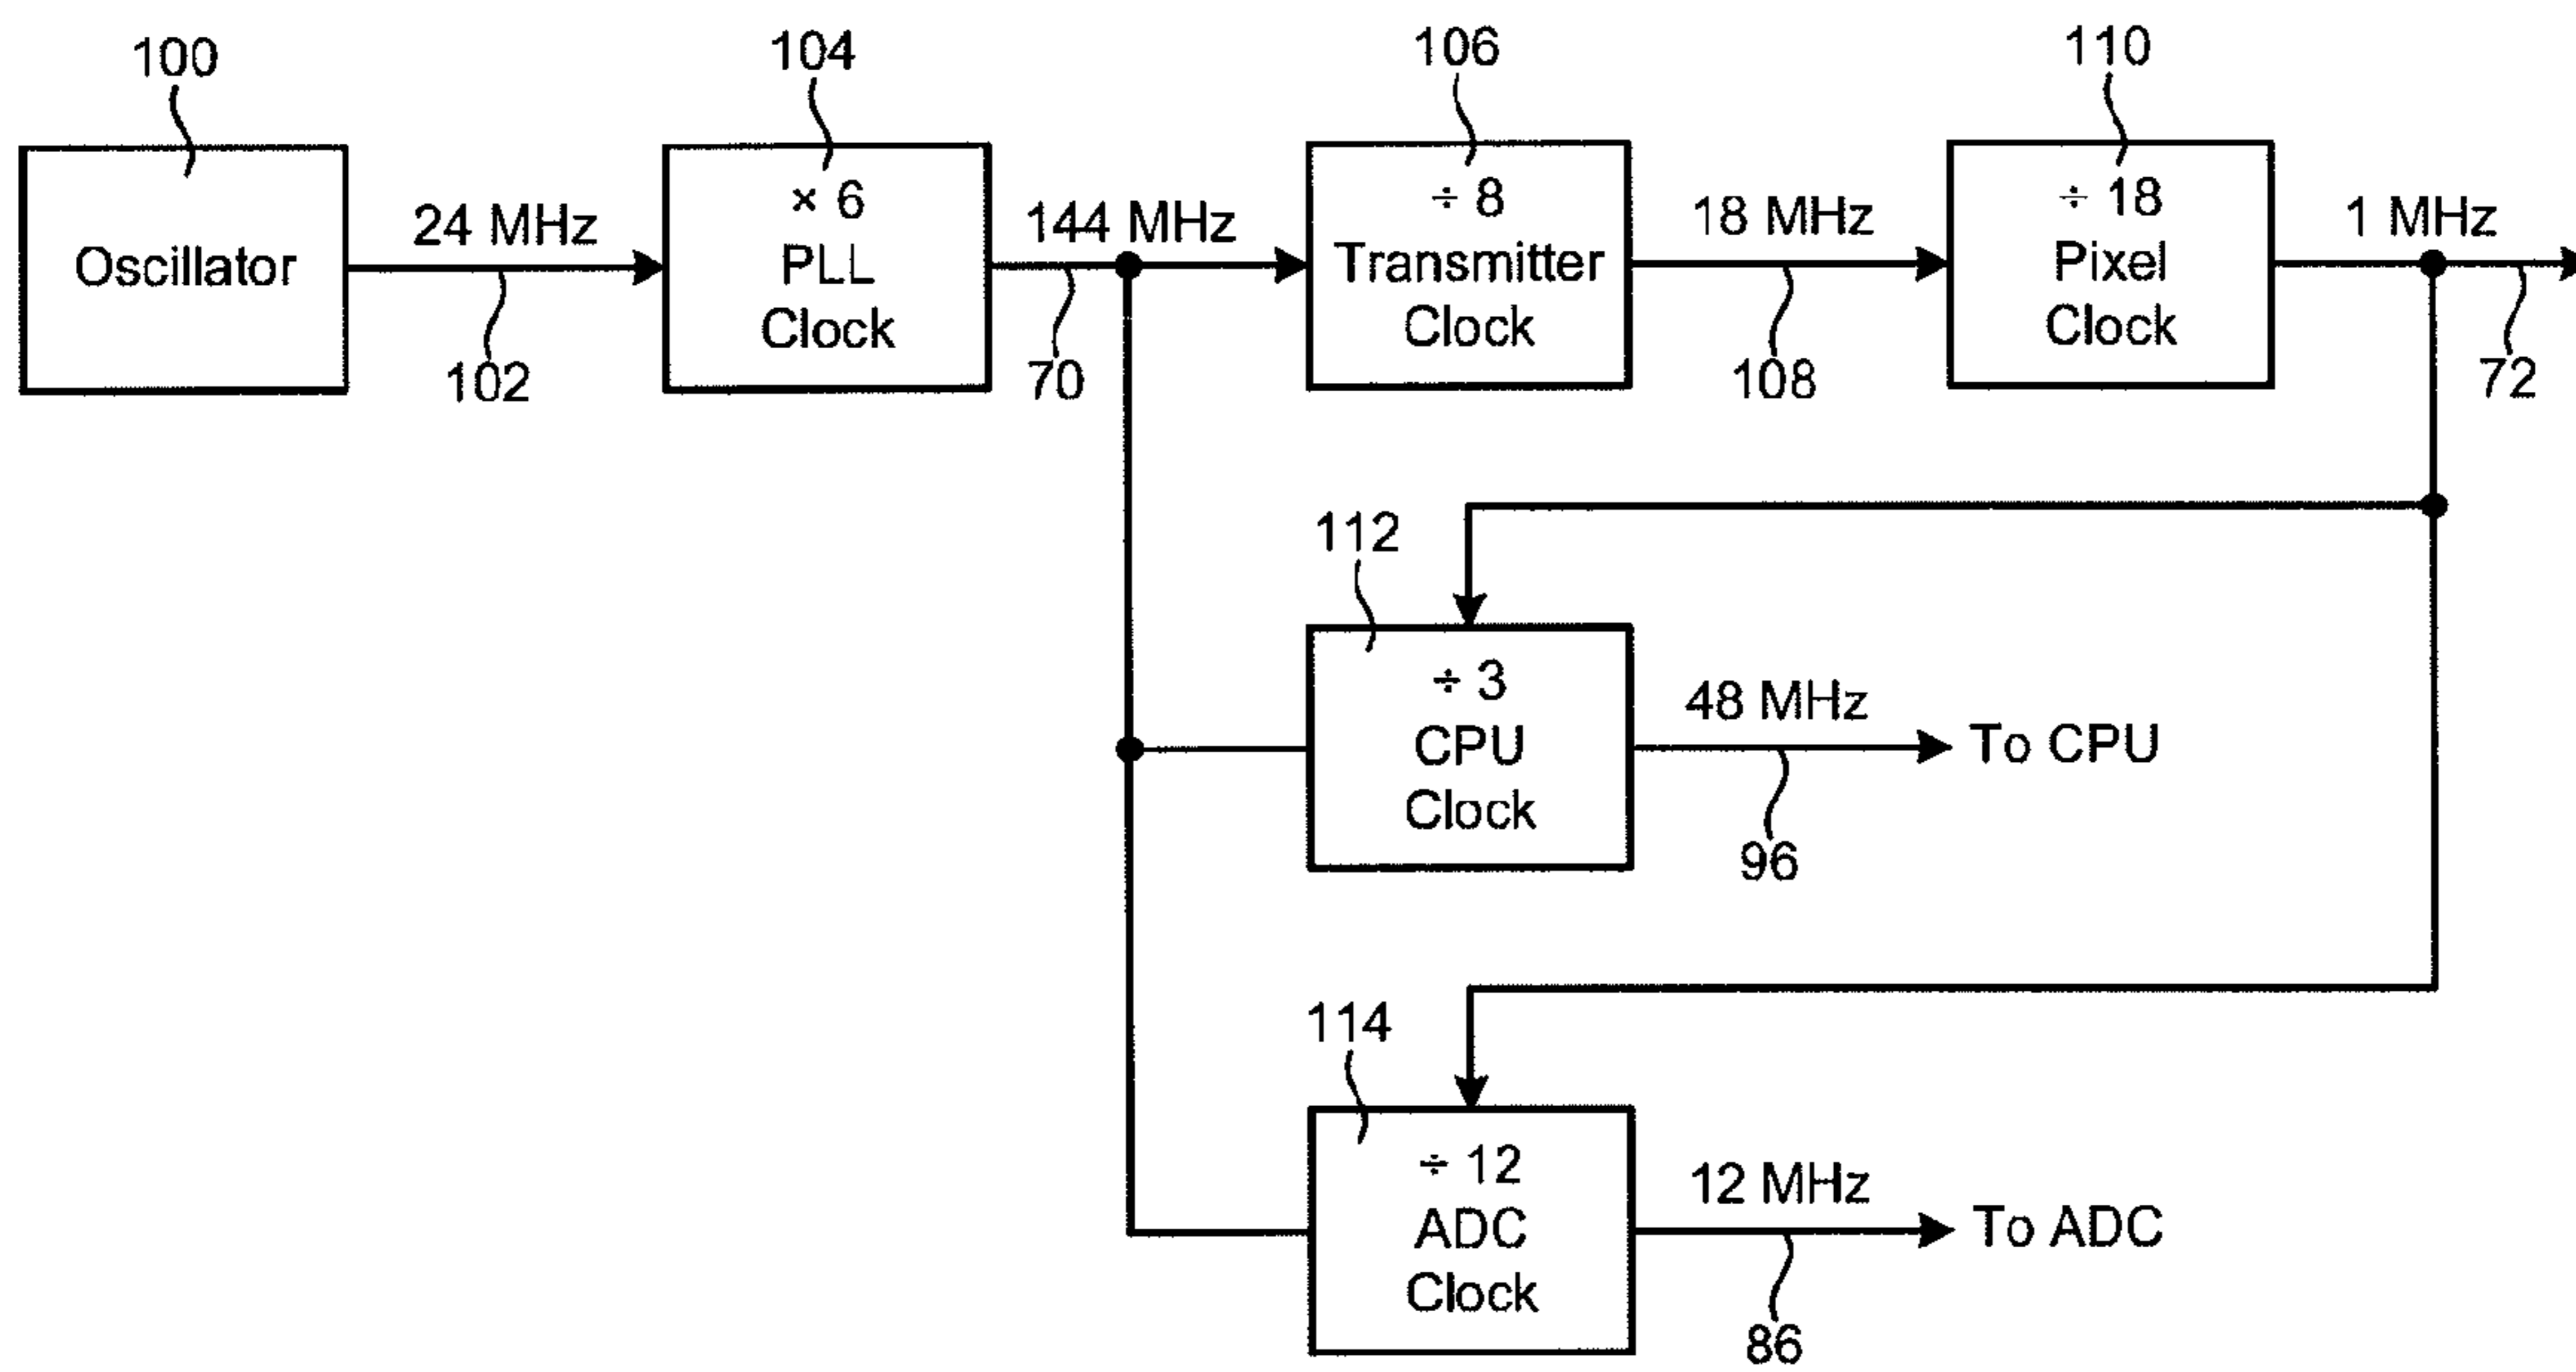 100
104
106
110
Oscillator
24 MHz
102
× 6
PLL
Clock
144 MHz
70
÷ 8
Transmitter
Clock
18 MHz
108
÷ 18
Pixel
Clock
1 MHz
72
112
÷ 3
CPU
Clock
48 MHz
96
To CPU
114
÷ 12
ADC
Clock
12 MHz
86
To ADC